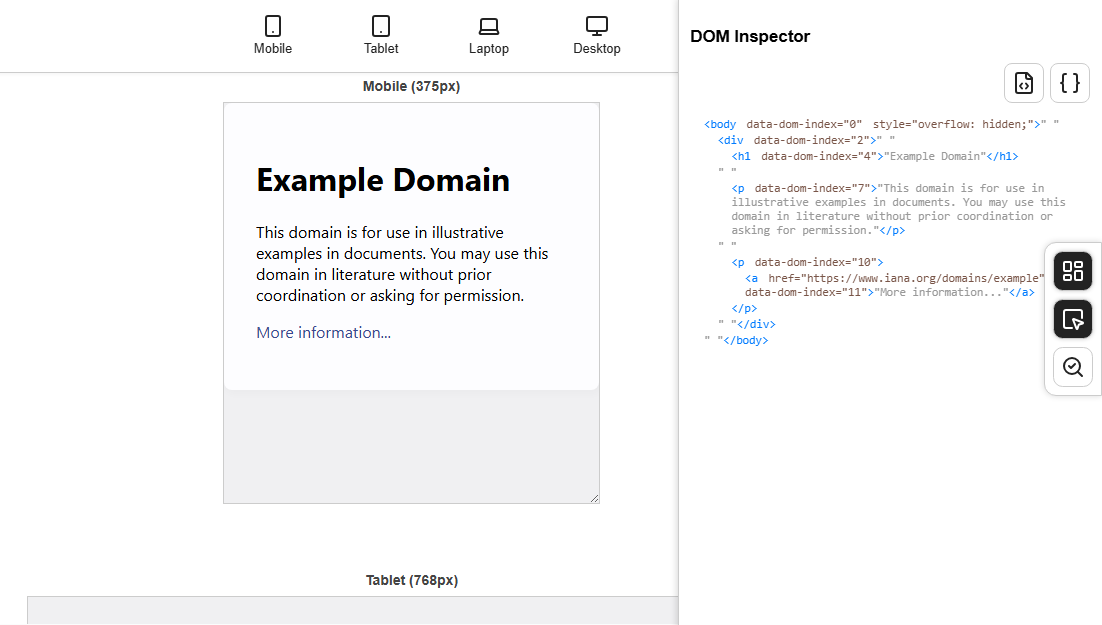 Mobile
Tablet
Laptop
Desktop
Mobile (375px)
Example Domain
This domain is for use in illustrative
examples in documents. You may use this
domain in literature without prior
coordination or asking for permission.
More information...
Tablet (768px)
DOM Inspector
<body data-dom-index="0" style="overflow: hidden;">" "
<div data-dom-index="2">" "
<h1 data-dom-index="4">"Example Domain"</h1>
" "
<p data-dom-index="7">"This domain is for use in
illustrative examples in documents. You may use this
domain in literature without prior coordination or
asking for permission."</p>
" "
<p data-dom-index="10">
<a href="https://www.iana.org/domains/example"
data-dom-index="11">"More information..."</a>
</p>
" "</div>
" "</body>